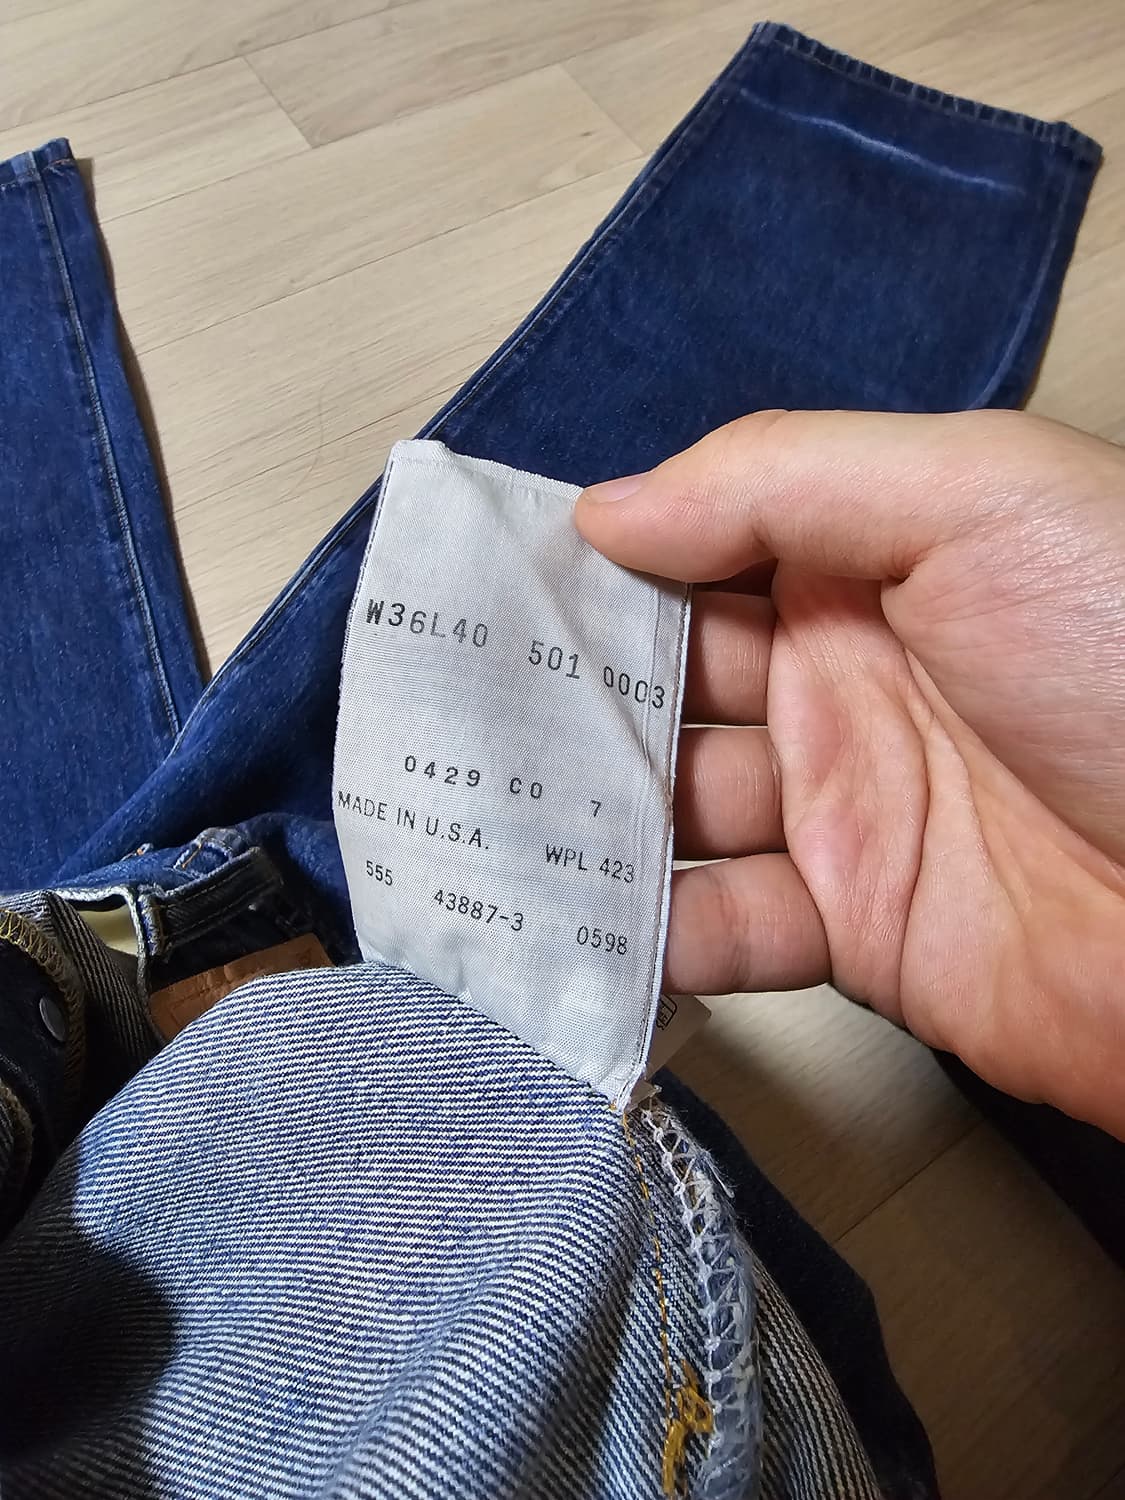 W36L40 501 0003
0429 CO 7
MADE IN U.S.A. WPL 423
555 43887-3 0598